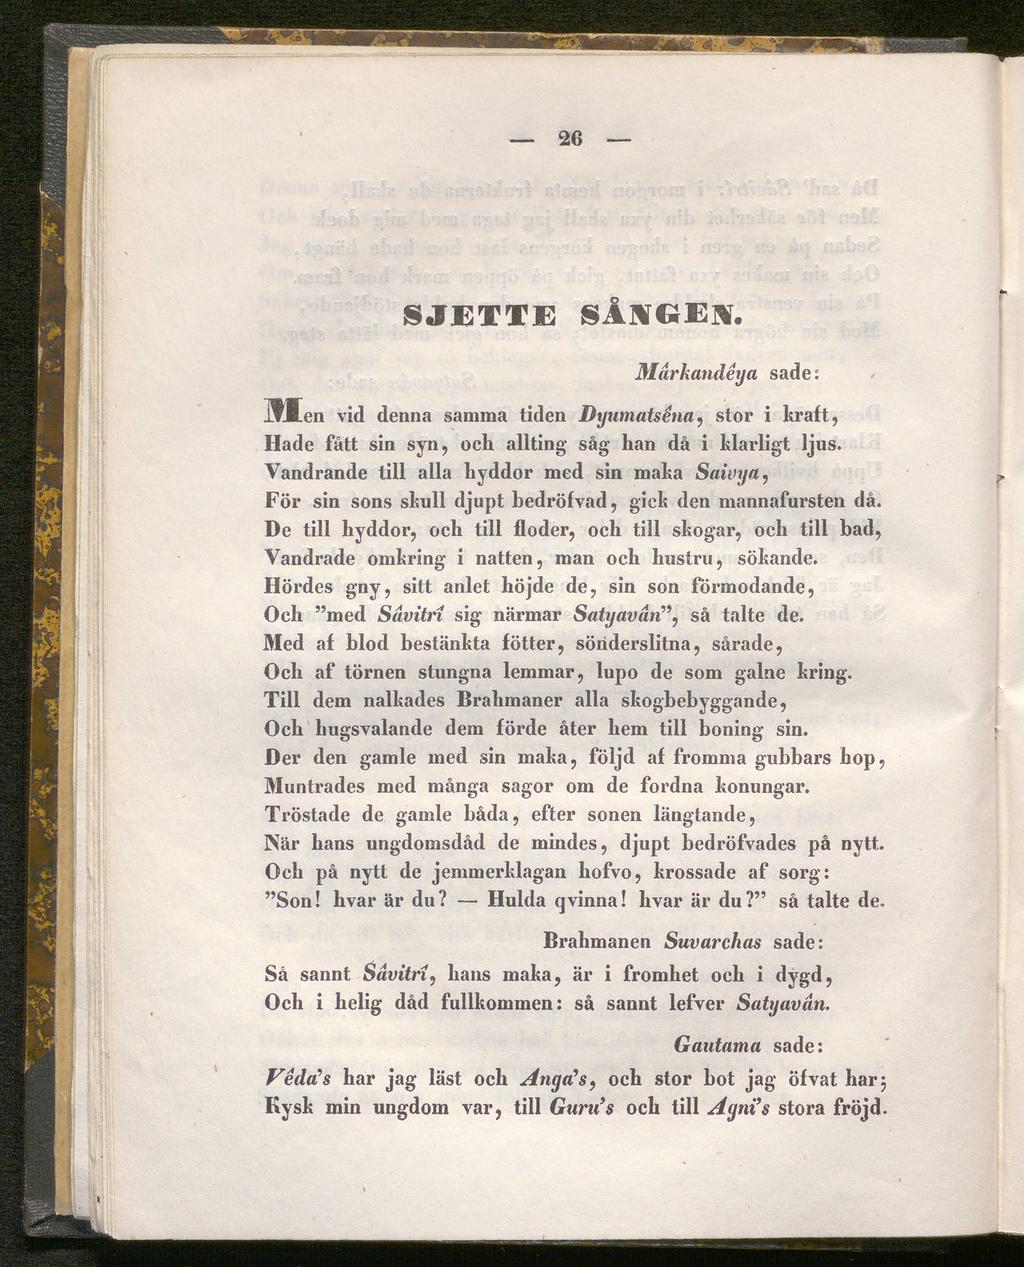 — 26 —
SJETTE SÅNGEN.
Mârkandêya sade:
Men vid denna samma tiden Dyumatsêna, stor i kraft,
Hade fått sin syn, och allting såg han då i klarligt ljus.
Vandrande till alla hyddor med sin maka Saivya,
För sin sons skull djupt bedröfvad, gick den mannafursten då.
De till hyddor, och till floder, och till skogar, och till bad,
Vandrade omkring i natten, man och hustru, sökande.
Hördes gny, sitt anlet höjde de, sin son förmodande,
Och ”med Sâvitrî sig närmar Satyavân”, så talte de.
Med af blod bestänkta fötter, sönderslitna, sårade,
Och af törnen stungna lemmar, lupo de som galne kring.
Till dem nalkades Brahmaner alla skogbebyggande,
Och hugsvalande dem förde åter hem till boning sin.
Der den gamle med sin maka, följd af fromma gubbars hop,
Muntrades med många sagor om de fordna konungar.
Tröstade de gamle båda, efter sonen längtande,
När hans ungdomsdåd de mindes, djupt bedröfvades på nytt.
Och på nytt de jemmerklagan hofvo, krossade af sorg:
”Son! hvar är du? — Hulda qvinna! hvar är du?” så talte de.
Brahmanen Suvarchas sade:
Så sannt Sâvitrî, hans maka, är i fromhet och i dygd,
Och i helig dåd fullkommen: så sannt lefver Satyavân.
Gautama sade:
Vêda's har jag läst och Anga's, och stor bot jag öfvat har;
Kysk min ungdom var, till Guru's och till Agni's stora fröjd.